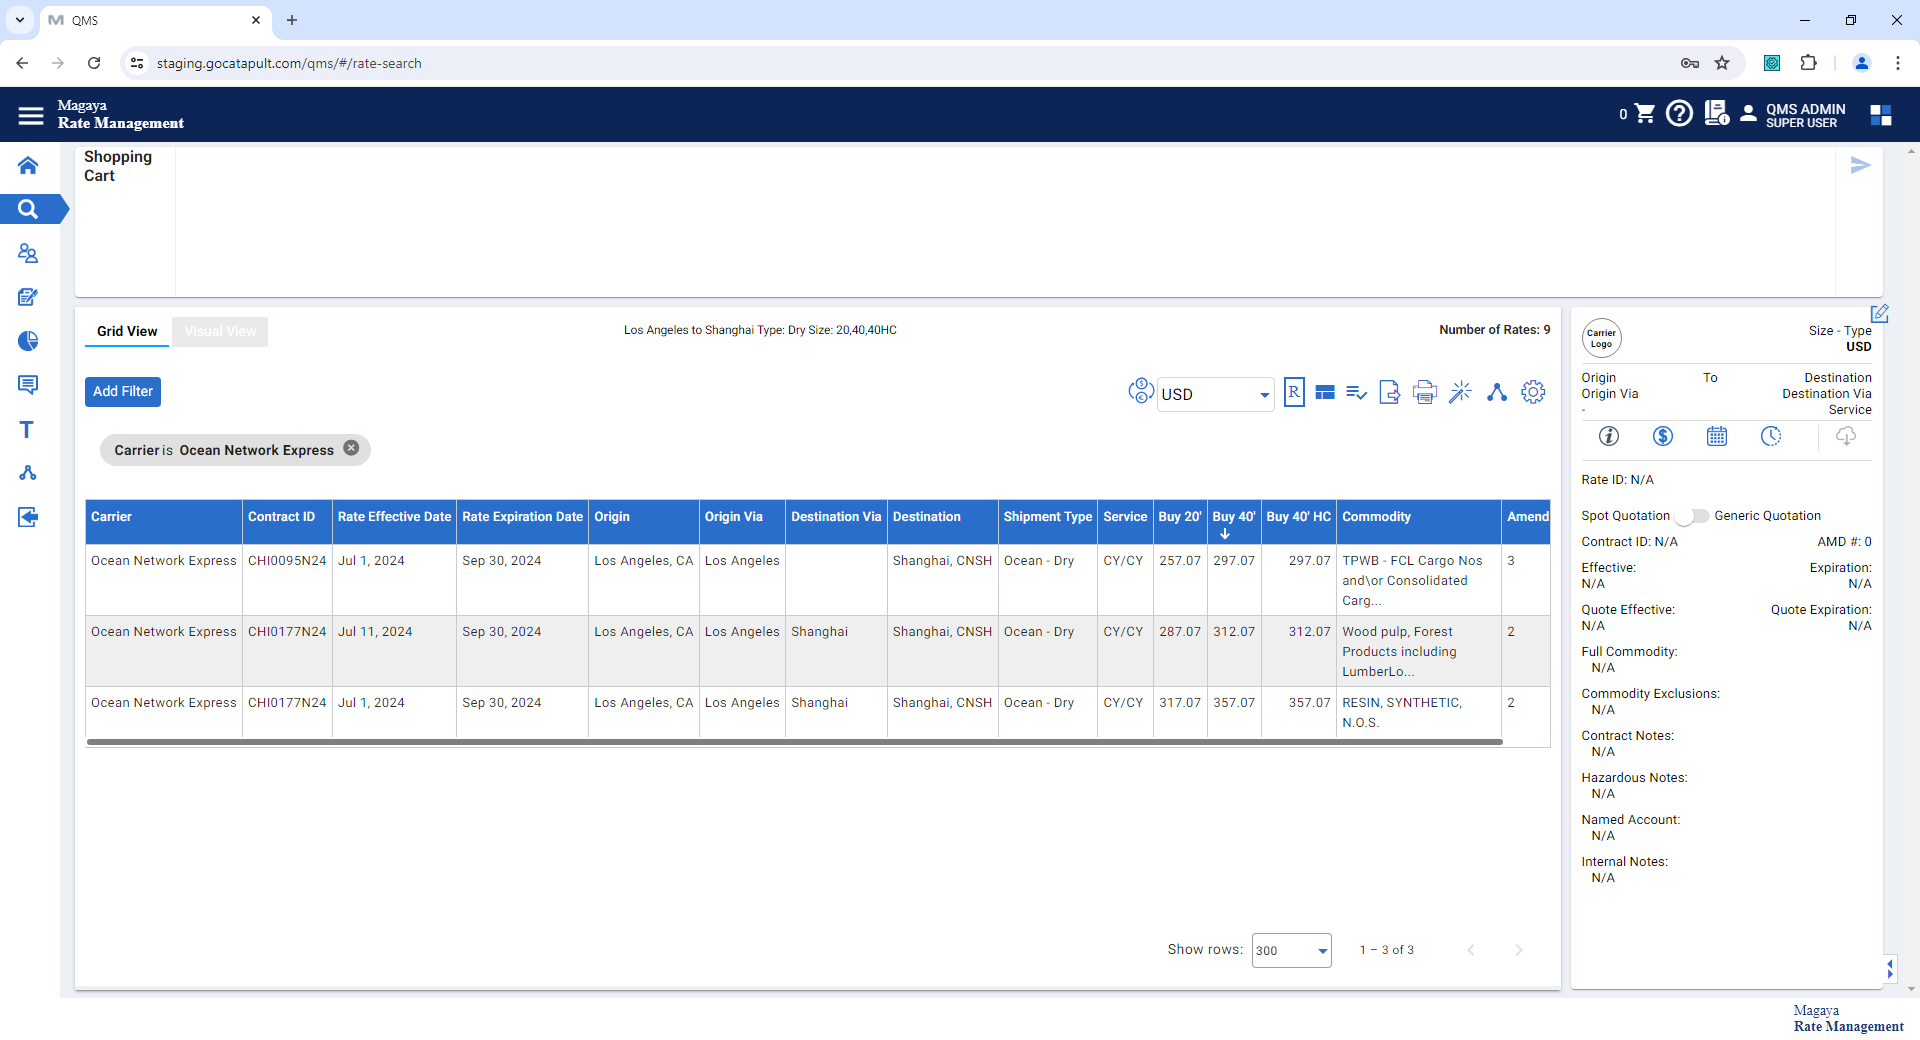 QMS
staging.gocatapult.com/qms/#/rate-search
Magaya
Rate Management
0
QMS ADMIN
SUPER USER
Shopping
Cart
Grid View
Visual View
Los Angeles to Shanghai Type: Dry Size: 20,40,40HC
Number of Rates: 9
Add Filter
USD
R
Carrier is Ocean Network Express
Carrier Contract ID Rate Effective Date Rate Expiration Date Origin Origin Via Destination Via Destination Shipment Type Service Buy 20' Buy 40' Buy 40' HC Commodity Amend
Ocean Network Express CHI0095N24 Jul 1, 2024 Sep 30, 2024 Los Angeles, CA Los Angeles Shanghai, CNSH Ocean - Dry CY/CY 257.07 297.07 297.07 TPWB - FCL Cargo Nos 3
and\or Consolidated
Carg...
Ocean Network Express CHI0177N24 Jul 11, 2024 Sep 30, 2024 Los Angeles, CA Los Angeles Shanghai Shanghai, CNSH Ocean - Dry CY/CY 287.07 312.07 312.07 Wood pulp, Forest 2
Products including
LumberLo...
Ocean Network Express CHI0177N24 Jul 1, 2024 Sep 30, 2024 Los Angeles, CA Los Angeles Shanghai Shanghai, CNSH Ocean - Dry CY/CY 317.07 357.07 357.07 RESIN, SYNTHETIC, 2
N.O.S.
Show rows: 300 1 – 3 of 3
Carrier
Logo
Size - Type
USD
Origin To Destination
Origin Via Destination Via
- Service
Rate ID: N/A
Spot Quotation Generic Quotation
Contract ID: N/A AMD #: 0
Effective: Expiration:
N/A N/A
Quote Effective: Quote Expiration:
N/A N/A
Full Commodity:
N/A
Commodity Exclusions:
N/A
Contract Notes:
N/A
Hazardous Notes:
N/A
Named Account:
N/A
Internal Notes:
N/A
Magaya
Rate Management